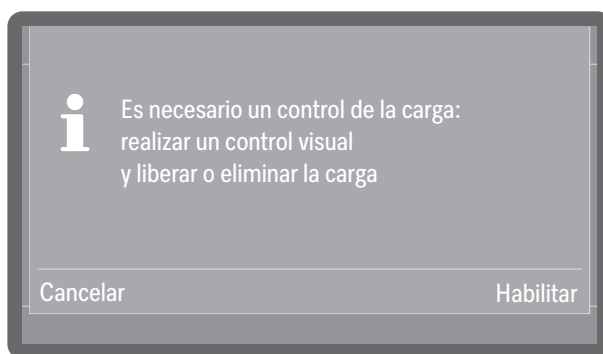 Es necesario un control de la carga:
realizar un control visual
y liberar o eliminar la carga
Cancelar
Habilitar